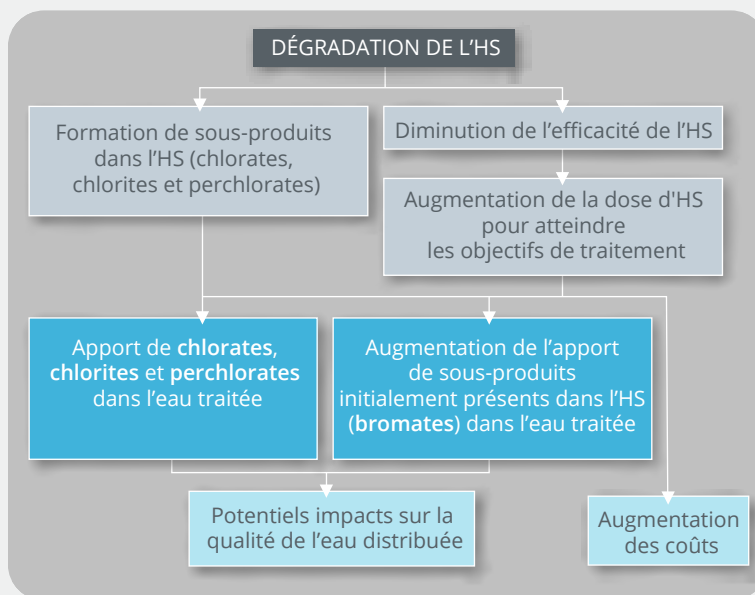 DÉGRADATION DE L’HS
Formation de sous-produits
dans l’HS (chlorates,
chlorites et perchlorates)
Diminution de l’efficacité de l’HS
Augmentation de la dose d'HS
pour atteindre
les objectifs de traitement
Apport de chlorates,
chlorites et perchlorates
dans l’eau traitée
Augmentation de l’apport
de sous-produits
initialement présents dans l’HS
(bromates) dans l’eau traitée
Potentiels impacts sur la
qualité de l’eau distribuée
Augmentation
des coûts